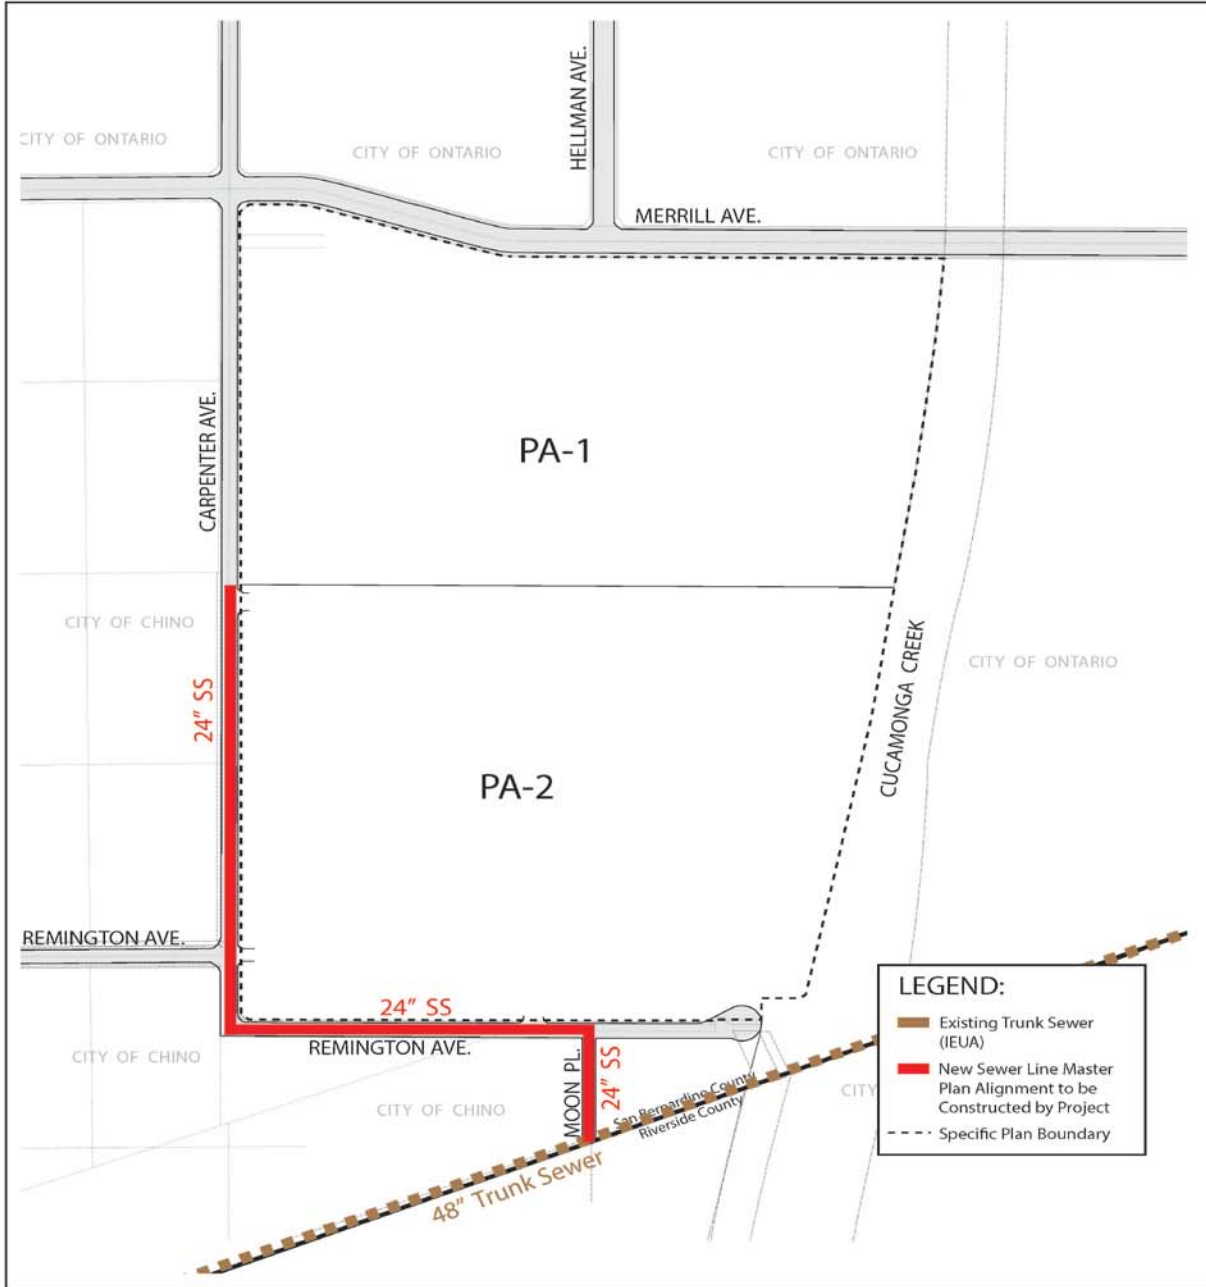 HELLMAN AVE.
CITY OF ONTARIO
CITY OF ONTARIO
CITY OF ONTARIO
MERRILL AVE.
CARPENTER AVE.
PA-1
CITY OF CHINO
CUCAMONGA CREEK
CITY OF ONTARIO
24" SS
PA-2
REMINGTON AVE.
24" SS
REMINGTON AVE.
CITY OF CHINO
MOON PL.
24" SS
CITY OF CHINO
San Bernardino County
Riverside County
48" Trunk Sewer
CITY
LEGEND:
Existing Trunk Sewer
(IEUA)
New Sewer Line Master
Plan Alignment to be
Constructed by Project
Specific Plan Boundary